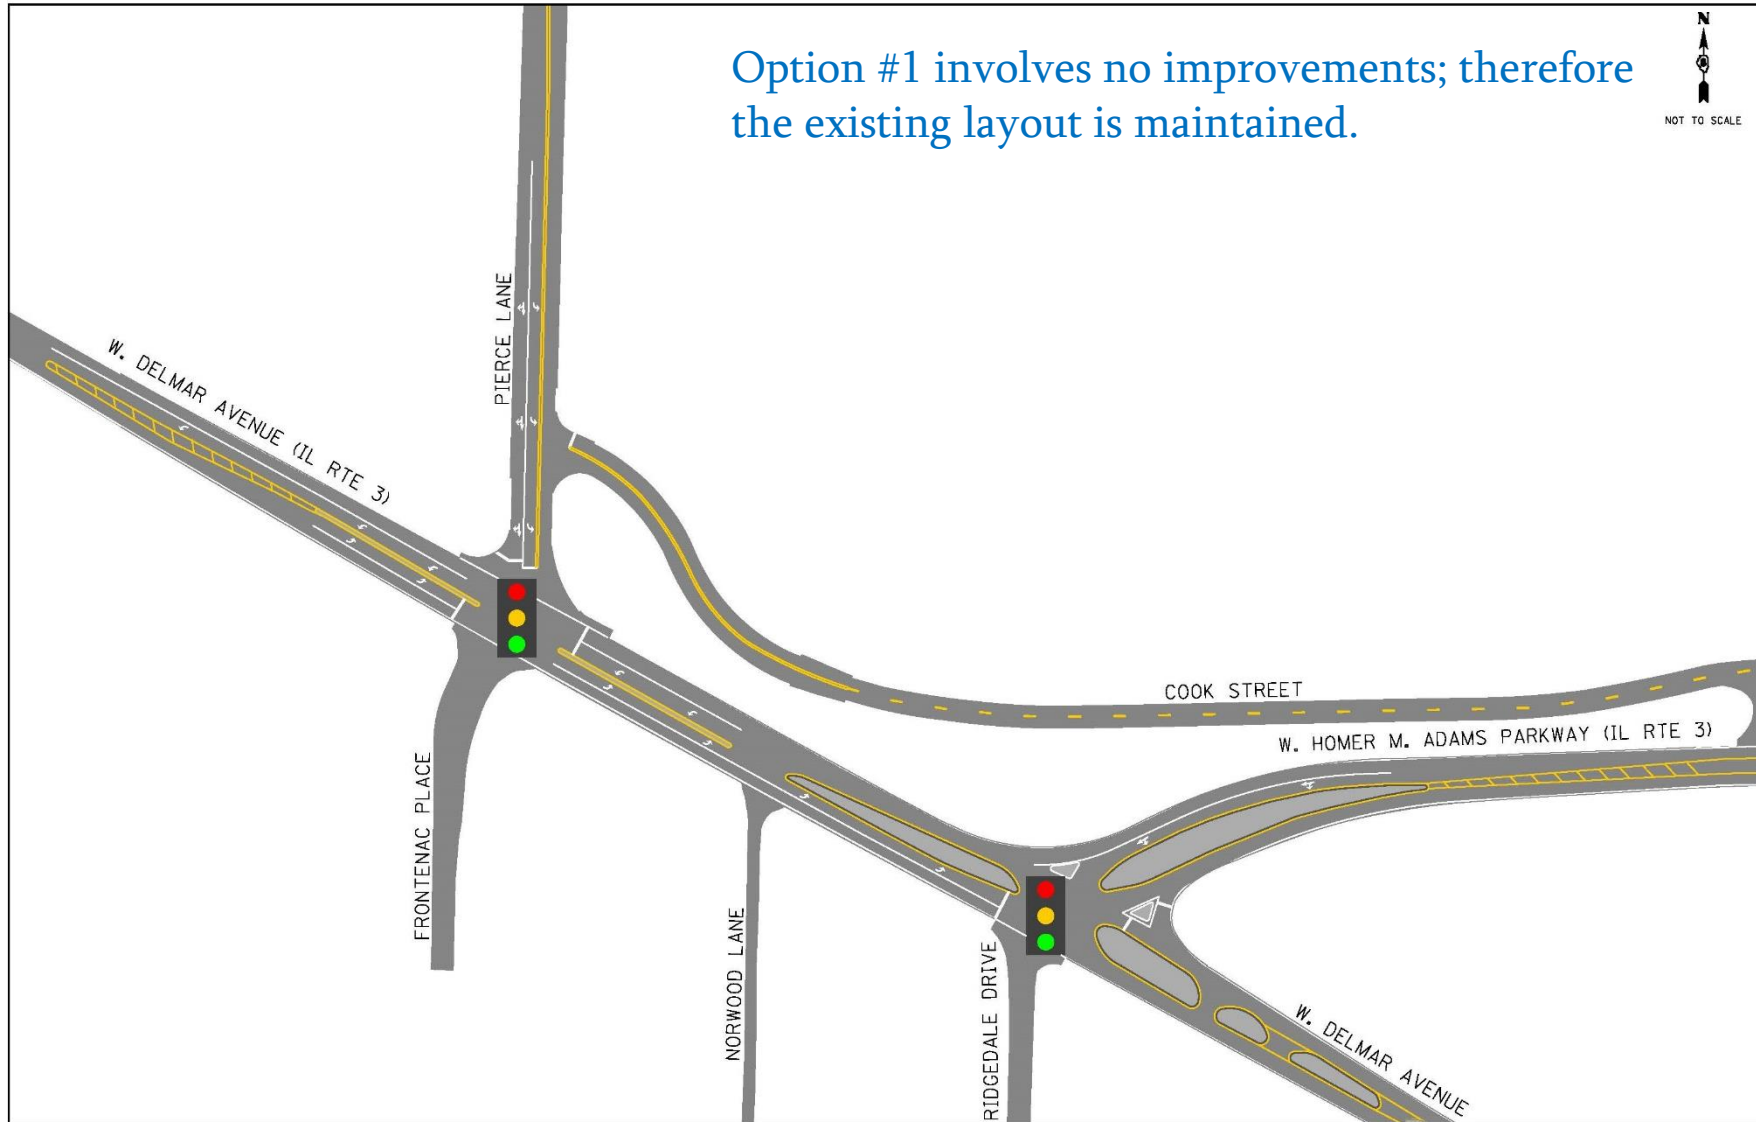 Option #1 involves no improvements; therefore
the existing layout is maintained.
N
NOT TO SCALE
PIERCE LANE
W. DELMAR AVENUE (IL RTE 3)
COOK STREET
W. HOMER M. ADAMS PARKWAY (IL RTE 3)
FRONTENAC PLACE
NORWOOD LANE
RIDGEDALE DRIVE
W. DELMAR AVENUE